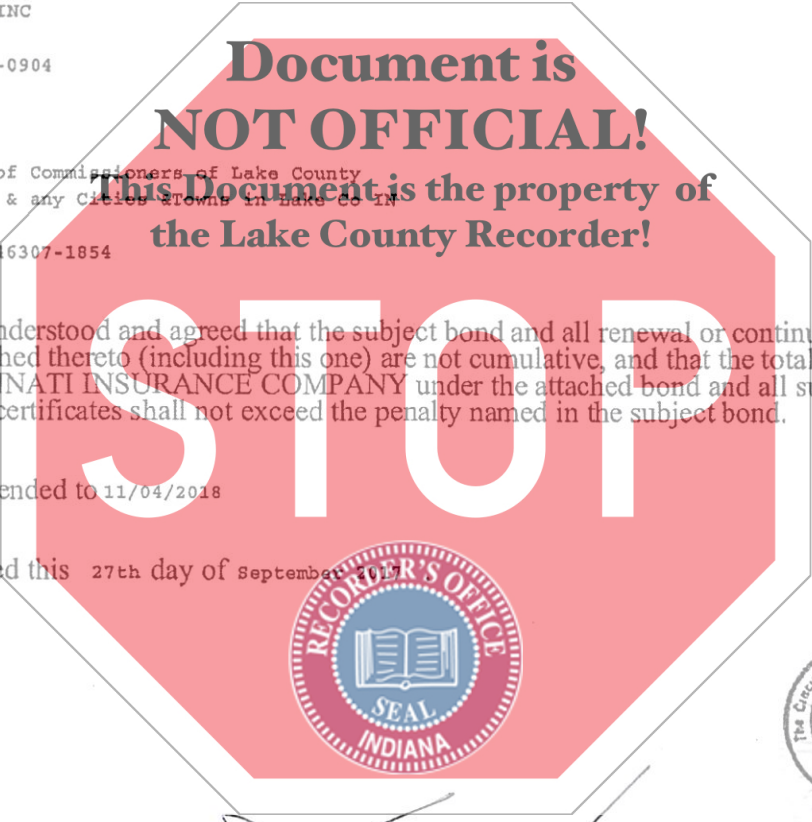 INC
-0904
Document is
NOT OFFICIAL!
of Commissioners of Lake County
This Document is the property of
& any Cities &Towns in Lake Co IN
the Lake County Recorder!
46307-1854
STOP
nderstood and agreed that the subject bond and all renewal or continu
hed thereto (including this one) are not cumulative, and that the total
NATI INSURANCE COMPANY under the attached bond and all su
certificates shall not exceed the penalty named in the subject bond.
ended to 11/04/2018
ed this 27th day of September 2017
RECORDER'S OFFICE
SEAL
INDIANA